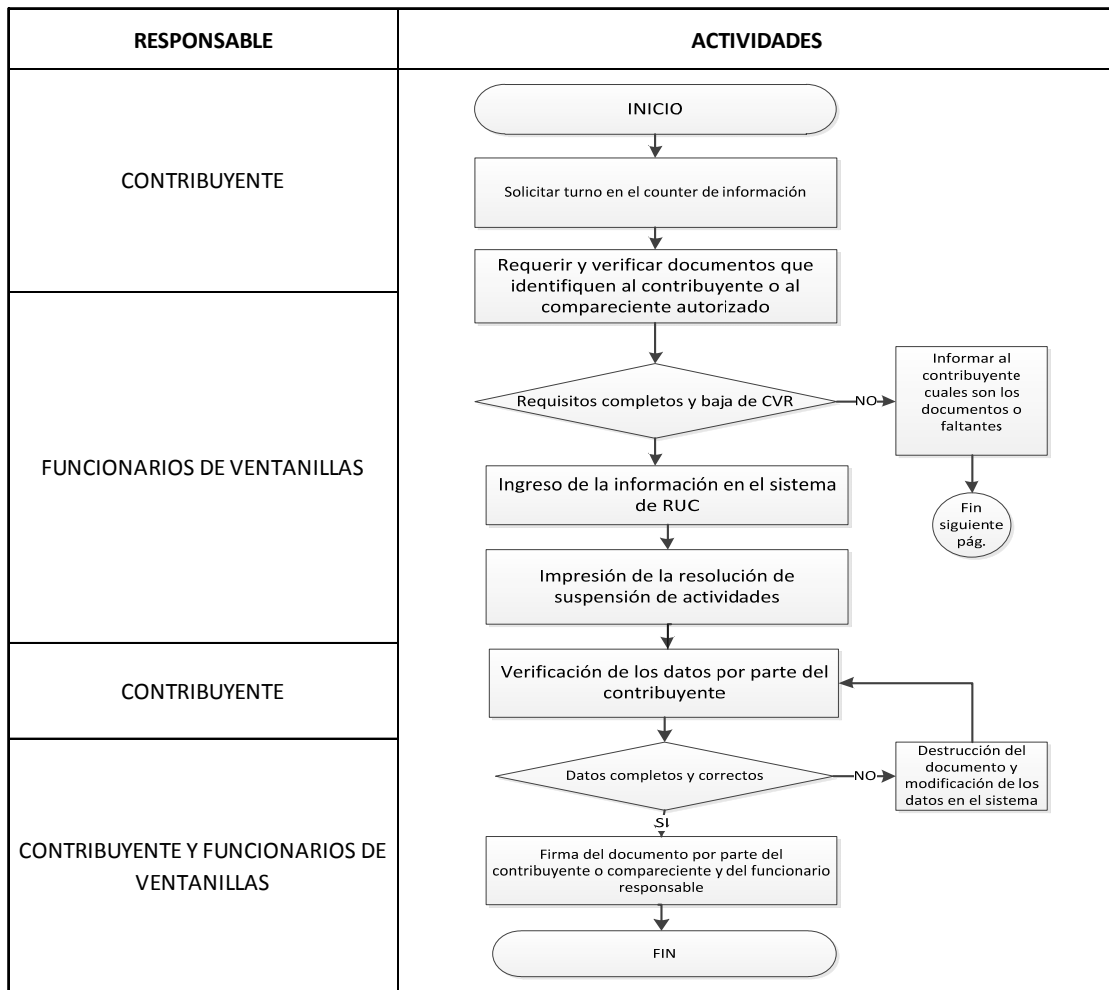 RESPONSABLE
ACTIVIDADES
CONTRIBUYENTE
INICIO
Solicitar turno en el counter de información
Requerir y verificar documentos que
identifiquen al contribuyente o al
compareciente autorizado
FUNCIONARIOS DE VENTANILLAS
Requisitos completos y baja de CVR
NO
Informar al
contribuyente
cuales son los
documentos o
faltantes
Fin
siguiente
pág.
Ingreso de la información en el sistema
de RUC
Impresión de la resolución de
suspensión de actividades
CONTRIBUYENTE
Verificación de los datos por parte del
contribuyente
CONTRIBUYENTE Y FUNCIONARIOS DE
VENTANILLAS
Datos completos y correctos
NO
Destrucción del
documento y
modificación de los
datos en el sistema
SI
Firma del documento por parte del
contribuyente o compareciente y del funcionario
responsable
FIN